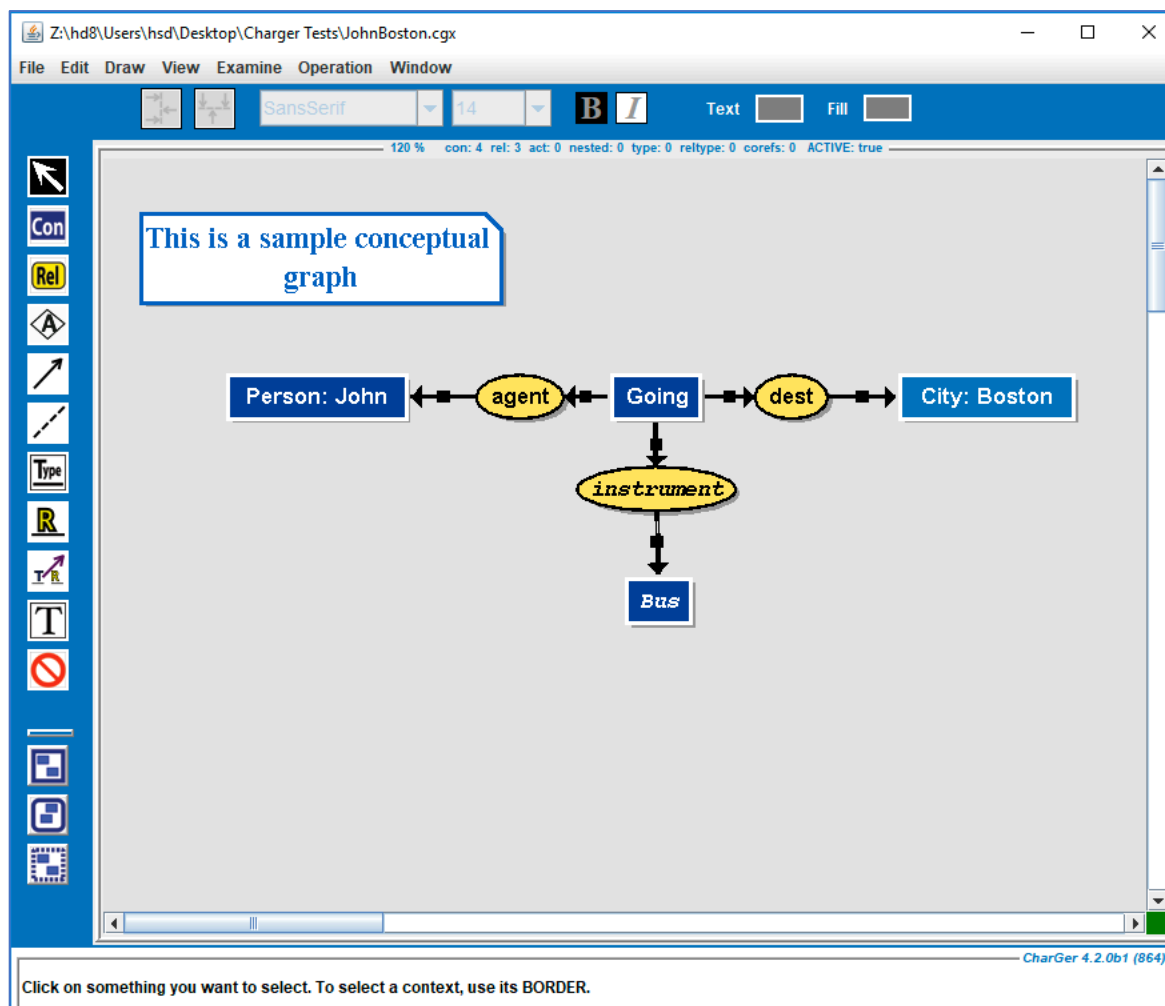 Z:\hd8\Users\hsd\Desktop\Charger Tests\JohnBoston.cgx
File Edit Draw View Examine Operation Window
SansSerif 14 B I Text Fill
120 % con: 4 rel: 3 act: 0 nested: 0 type: 0 reltype: 0 corefs: 0 ACTIVE: true
Con
Rel
A
Type
R
T R
T
This is a sample conceptual
graph
Person: John agent Going dest City: Boston
instrument
Bus
CharGer 4.2.0b1 (864)
Click on something you want to select. To select a context, use its BORDER.